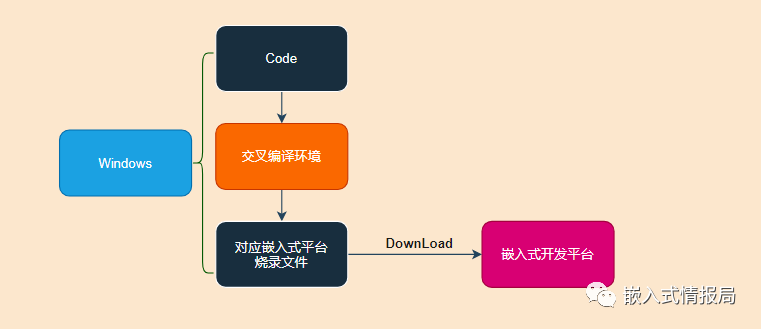 Code
Windows
交叉编译环境
对应嵌入式平台
烧录文件
DownLoad
嵌入式开发平台
嵌入式情报局